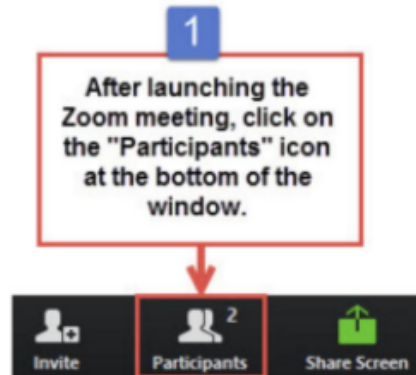 1
After launching the
Zoom meeting, click on
the "Participants" icon
at the bottom of the
window.
2
Invite
Participants
Share Screen